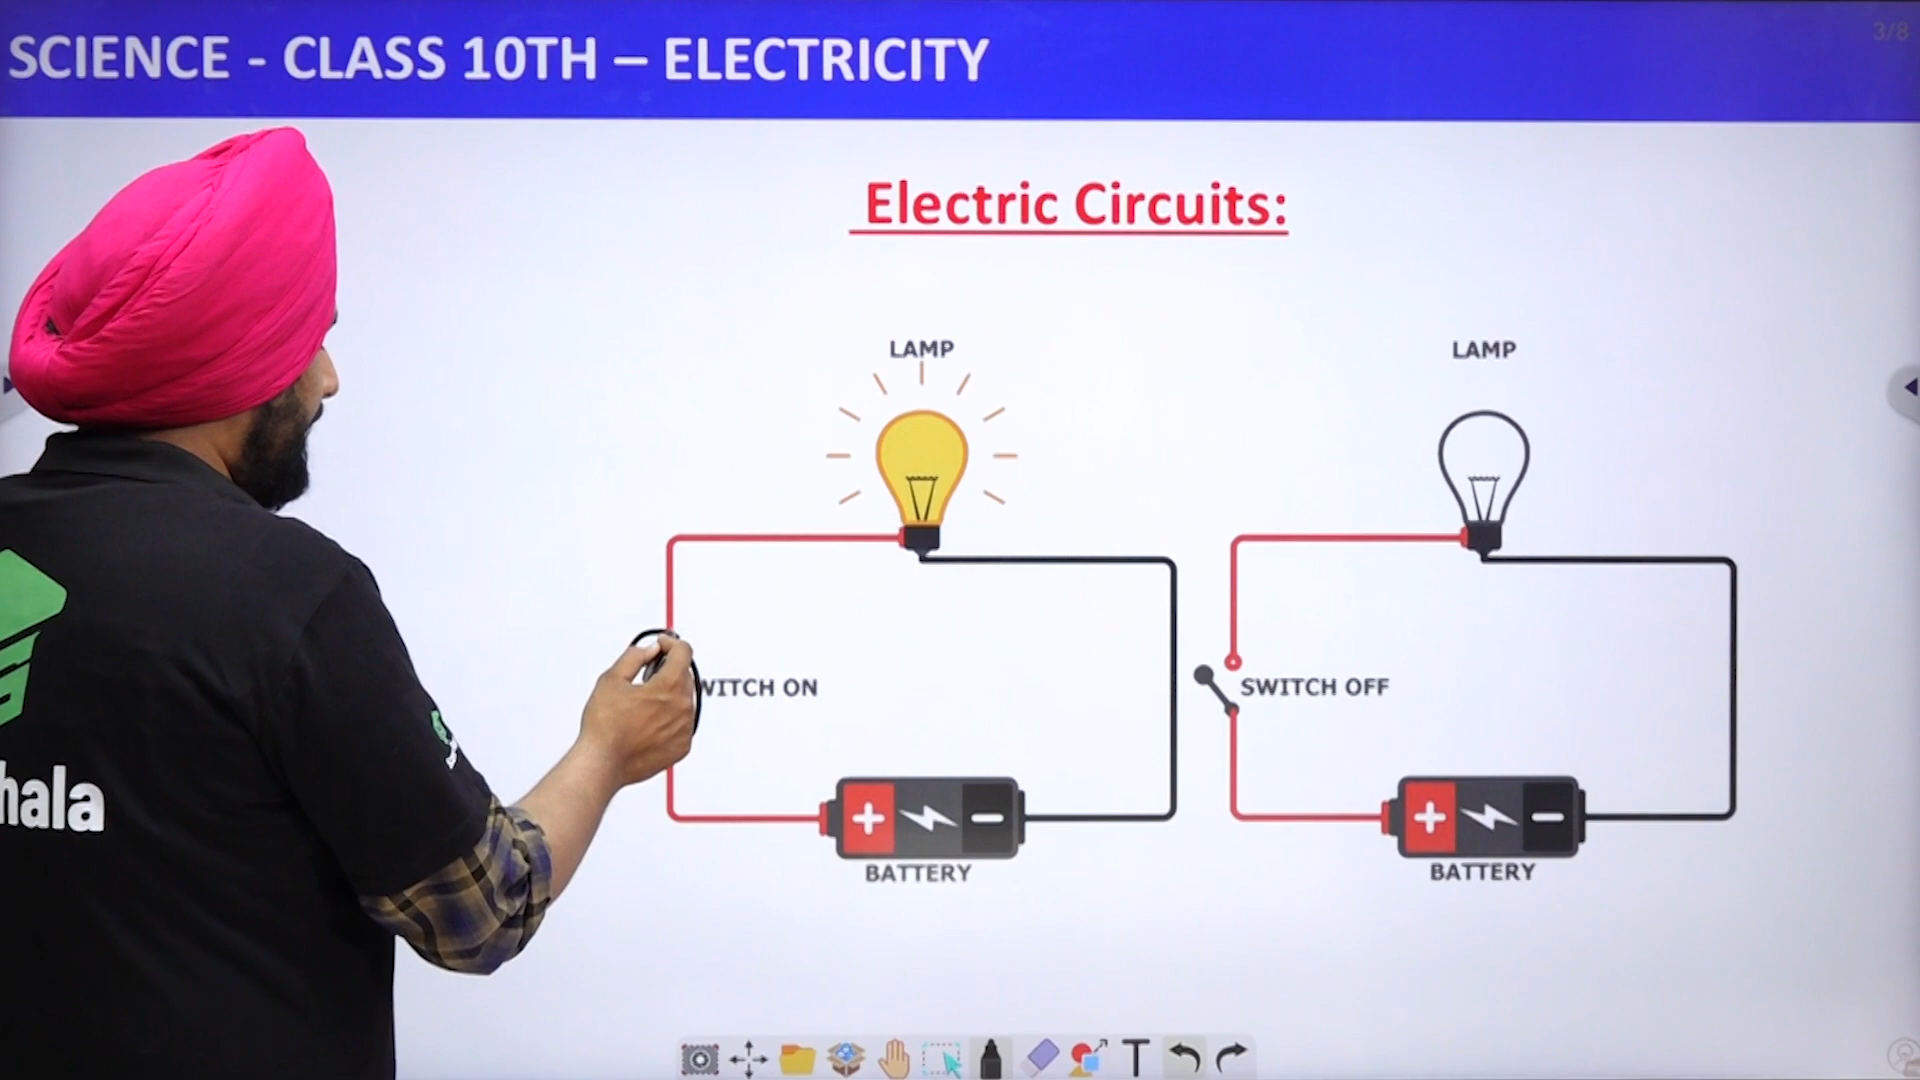 SCIENCE - CLASS 10TH – ELECTRICITY
3/8
Electric Circuits:
LAMP
LAMP
WITCH ON
SWITCH OFF
BATTERY
BATTERY
hala